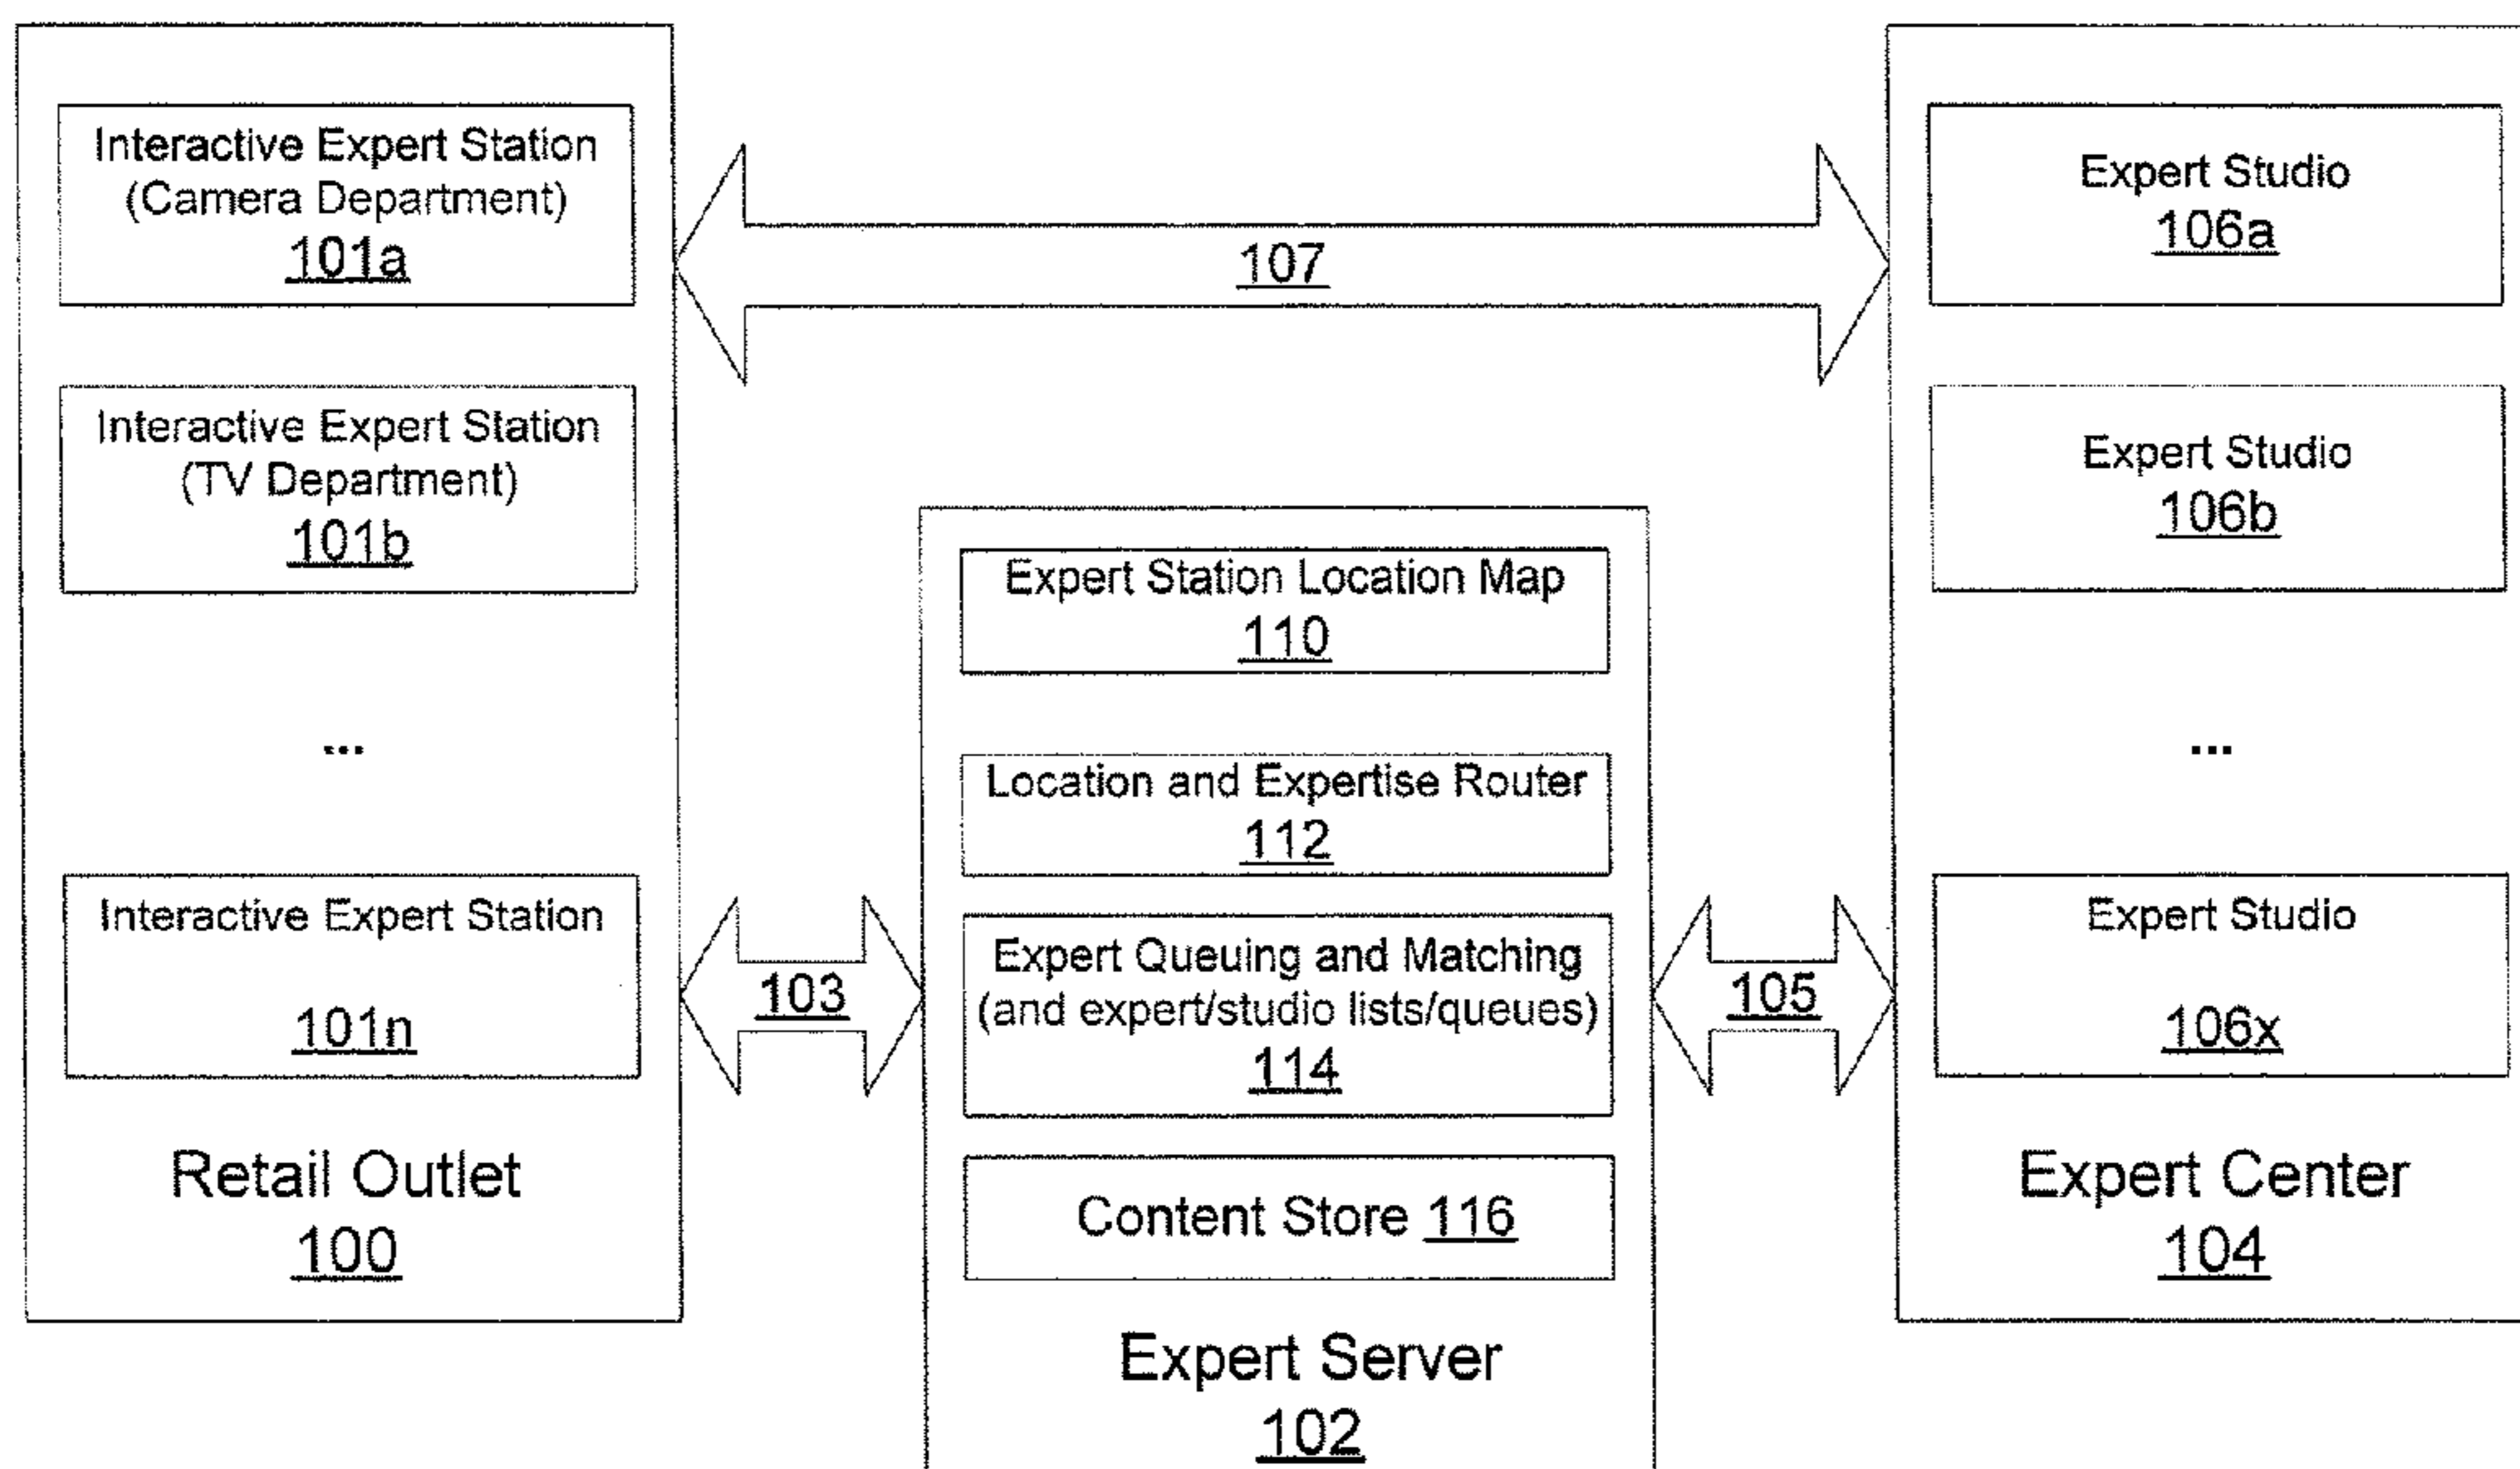 Interactive Expert Station
(Camera Department)
101a
Interactive Expert Station
(TV Department)
101b
...
Interactive Expert Station
101n
Retail Outlet
100
107
103
Expert Station Location Map
110
Location and Expertise Router
112
Expert Queuing and Matching
(and expert/studio lists/queues)
114
Content Store 116
Expert Server
102
105
Expert Studio
106a
Expert Studio
106b
...
Expert Studio
106x
Expert Center
104